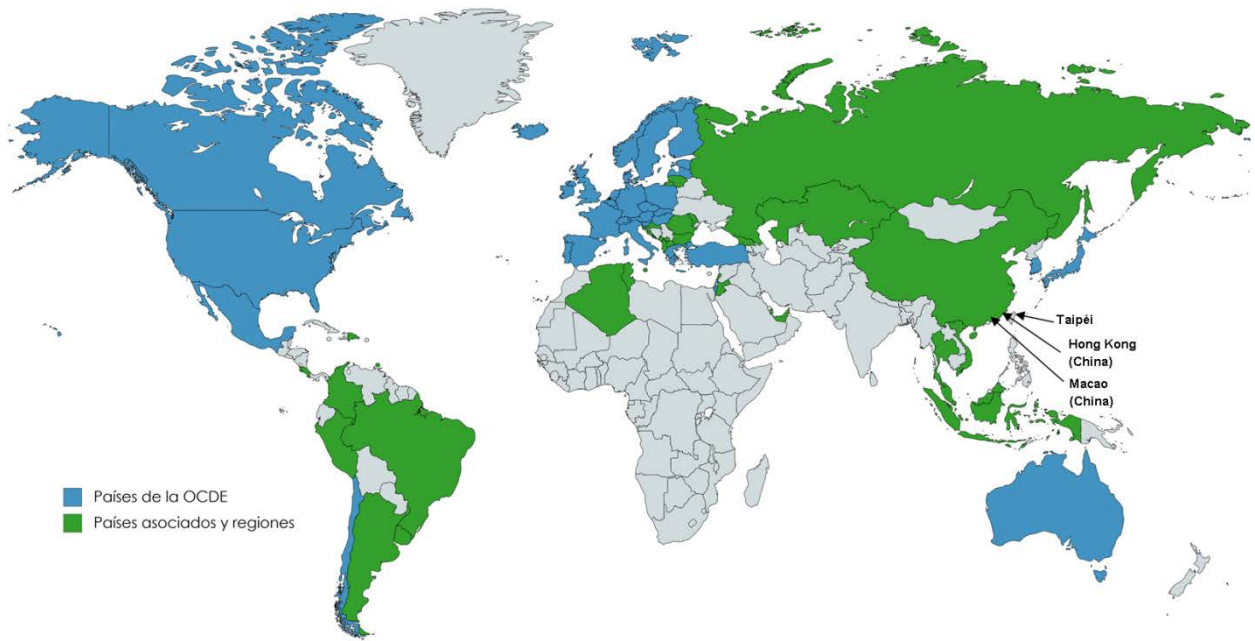 Taipéi
Hong Kong
(China)
Macao
(China)
Países de la OCDE
Países asociados y regiones